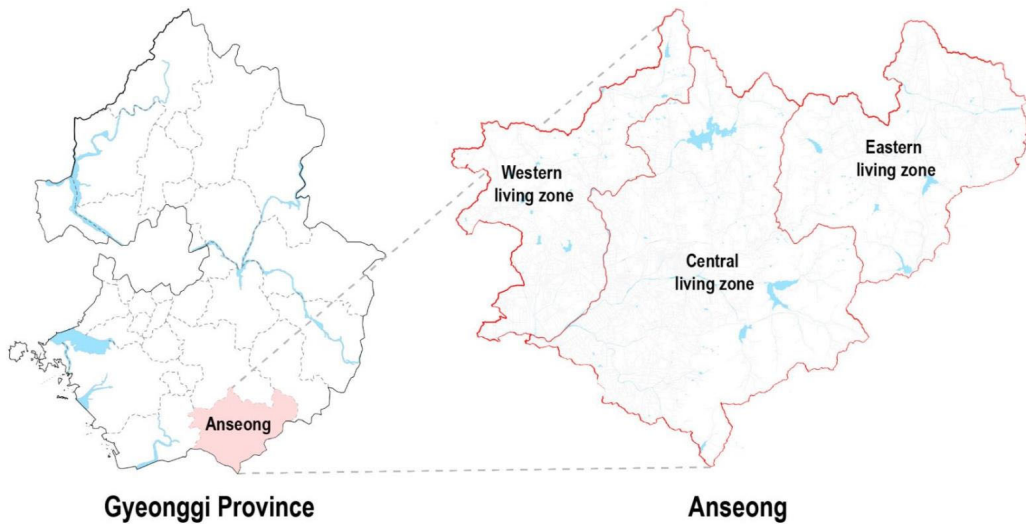 Western
living zone
Eastern
living zone
Central
living zone
Anseong
Gyeonggi Province
Anseong